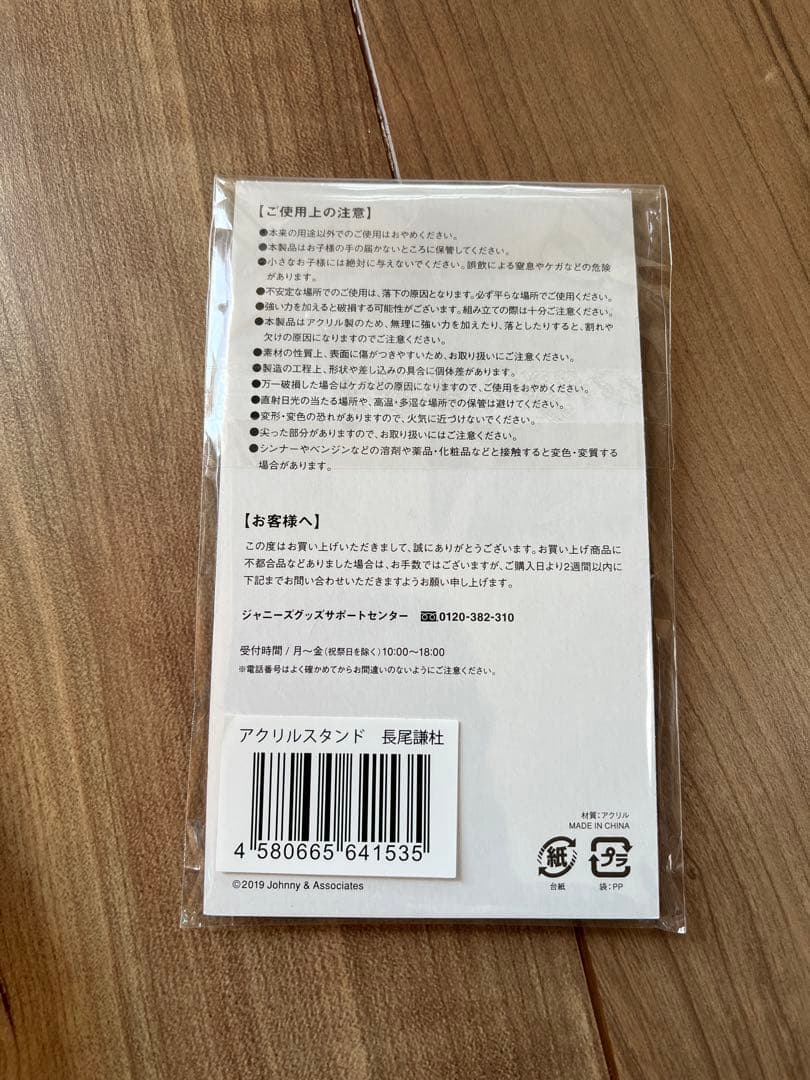 【ご使用上の注意】
●本来の用途以外でのご使用はおやめください。
●本製品はお子様の手の届かないところに保管してください。
●小さなお子様には絶対に与えないでください。誤飲による窒息やケガなどの危険
があります。
●不安定な場所でのご使用は、落下の原因となります。必ず平らな場所でご使用ください。
●強い力を加えると破損する可能性がございます。組み立ての際は十分ご注意ください。
●本製品はアクリル製のため、無理に強い力を加えたり、落としたりすると、割れや
欠けの原因になりますのでご注意ください。
●素材の性質上、表面に傷がつきやすいため、お取り扱いにご注意ください。
●製造の工程上、形状や差し込みの具合に個体差があります。
●万一破損した場合はケガなどの原因になりますので、ご使用をおやめください。
●直射日光の当たる場所や、高温・多湿な場所での保管は避けてください。
●変形・変色の恐れがありますので、火気に近づけないでください。
●尖った部分がありますので、お取り扱いにはご注意ください。
●シンナーやベンジンなどの溶剤や薬品・化粧品などと接触すると変色・変質する
場合があります。
【お客様へ】
この度はお買い上げいただきまして、誠にありがとうございます。お買い上げ商品に
不都合品などありました場合は、お手数ではございますが、ご購入日より2週間以内に
下記までお問い合わせいただきますようお願い申し上げます。
ジャニーズグッズサポートセンター 0120-382-310
受付時間 / 月〜金(祝祭日を除く)10:00〜18:00
※電話番号はよく確かめてからお間違いのないようにご注意ください。
アクリルスタンド 長尾謙杜
4 580665 641535
©2019 Johnny & Associates
材質:アクリル
MADE IN CHINA
紙 プラ
台紙 袋:PP